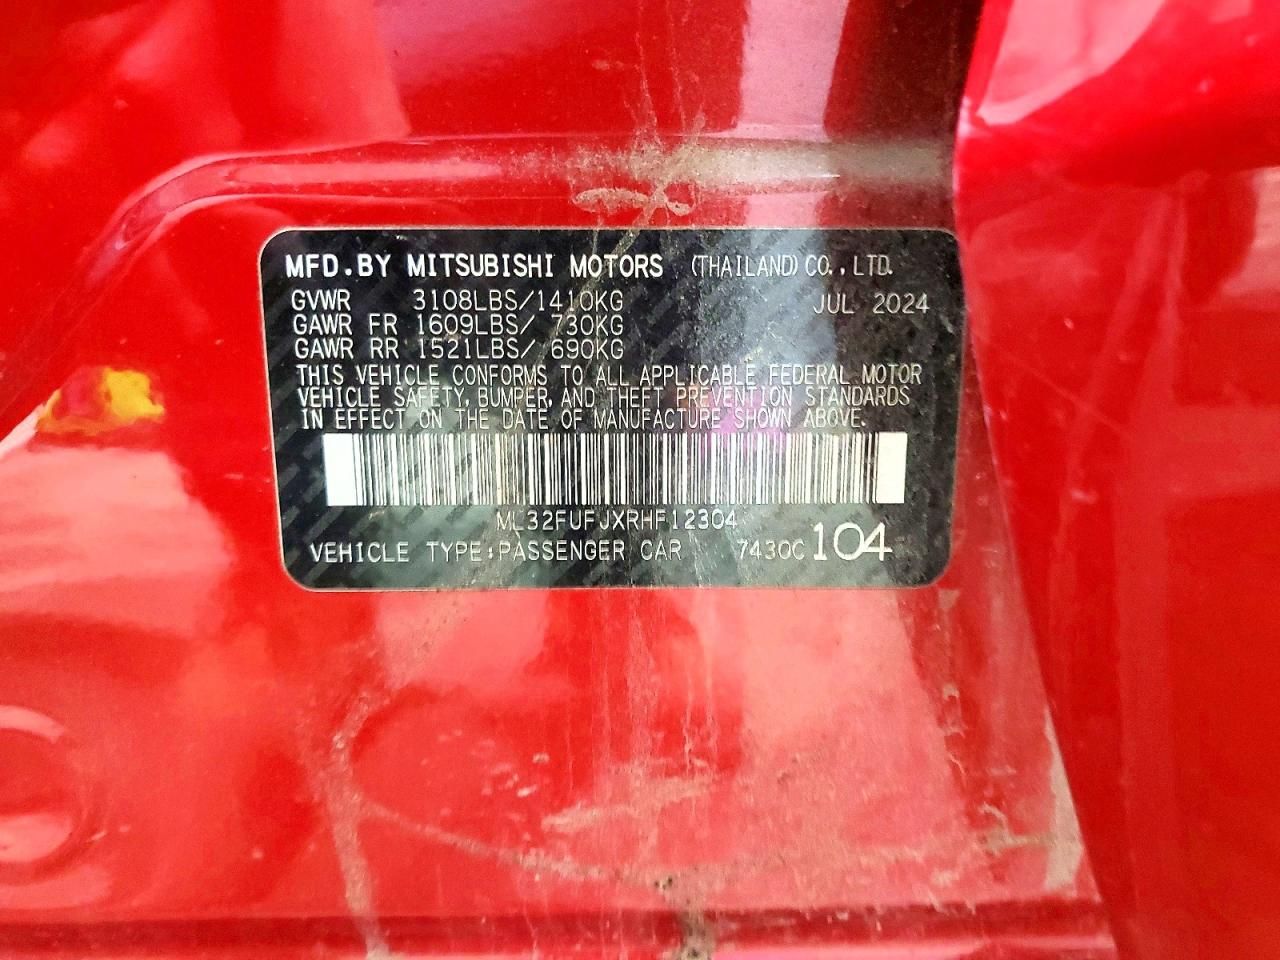 MFD.BY MITSUBISHI MOTORS (THAILAND) CO., LTD.
GVWR 3108LBS/1410KG JUL 2024
GAWR FR 1609LBS/ 730KG
GAWR RR 1521LBS/ 690KG
THIS VEHICLE CONFORMS TO ALL APPLICABLE FEDERAL MOTOR
VEHICLE SAFETY, BUMPER, AND THEFT PREVENTION STANDARDS
IN EFFECT ON THE DATE OF MANUFACTURE SHOWN ABOVE.
ML32FUFJXRHF12304
VEHICLE TYPE:PASSENGER CAR 7430C 104